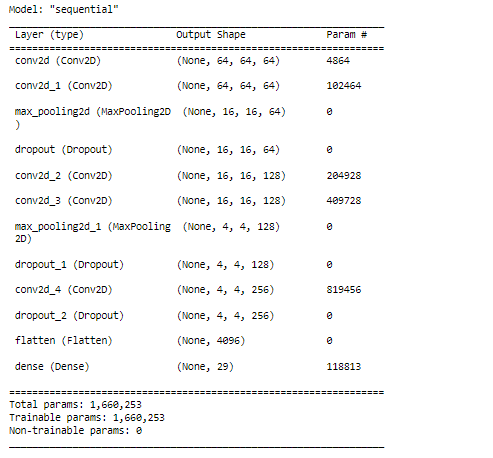 Model: "sequential"
_________________________________________________________________
Layer (type) Output Shape Param #
=================================================================
conv2d (Conv2D) (None, 64, 64, 64) 4864
conv2d_1 (Conv2D) (None, 64, 64, 64) 102464
max_pooling2d (MaxPooling2D (None, 16, 16, 64) 0
)
dropout (Dropout) (None, 16, 16, 64) 0
conv2d_2 (Conv2D) (None, 16, 16, 128) 204928
conv2d_3 (Conv2D) (None, 16, 16, 128) 409728
max_pooling2d_1 (MaxPooling (None, 4, 4, 128) 0
2D)
dropout_1 (Dropout) (None, 4, 4, 128) 0
conv2d_4 (Conv2D) (None, 4, 4, 256) 819456
dropout_2 (Dropout) (None, 4, 4, 256) 0
flatten (Flatten) (None, 4096) 0
dense (Dense) (None, 29) 118813
=================================================================
Total params: 1,660,253
Trainable params: 1,660,253
Non-trainable params: 0
_________________________________________________________________